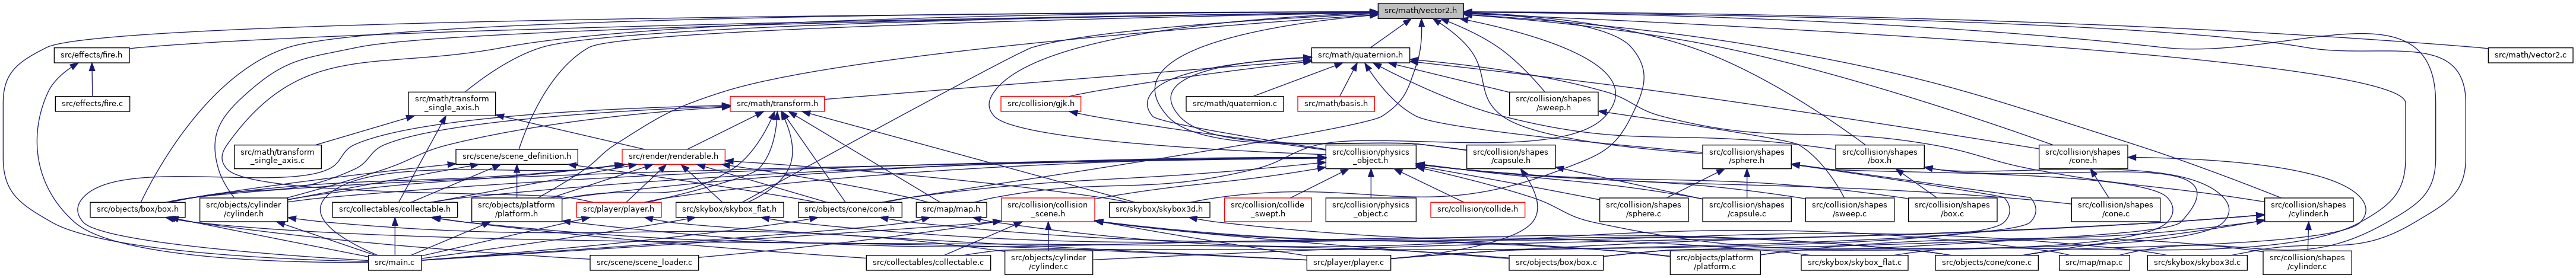 src/math/vector2.h
src/effects/fire.h
src/math/quaternion.h
src/math/vector2.c
src/effects/fire.c
src/math/transform
_single_axis.h
src/math/transform.h
src/collision/gjk.h
src/math/quaternion.c
src/math/basis.h
src/collision/shapes
/sweep.h
src/math/transform
_single_axis.c
src/scene/scene_definition.h
src/render/renderable.h
src/collision/physics
_object.h
src/collision/shapes
/capsule.h
src/collision/shapes
/sphere.h
src/collision/shapes
/box.h
src/collision/shapes
/cone.h
src/objects/box/box.h
src/objects/cylinder
/cylinder.h
src/collectables/collectable.h
src/objects/platform
/platform.h
src/player/player.h
src/skybox/skybox_flat.h
src/objects/cone/cone.h
src/map/map.h
src/collision/collision
_scene.h
src/skybox/skybox3d.h
src/collision/collide
_swept.h
src/collision/physics
_object.c
src/collision/collide.h
src/collision/shapes
/sphere.c
src/collision/shapes
/capsule.c
src/collision/shapes
/sweep.c
src/collision/shapes
/box.c
src/collision/shapes
/cone.c
src/collision/shapes
/cylinder.h
src/main.c
src/scene/scene_loader.c
src/collectables/collectable.c
src/objects/cylinder
/cylinder.c
src/player/player.c
src/objects/box/box.c
src/objects/platform
/platform.c
src/skybox/skybox_flat.c
src/objects/cone/cone.c
src/map/map.c
src/skybox/skybox3d.c
src/collision/shapes
/cylinder.c